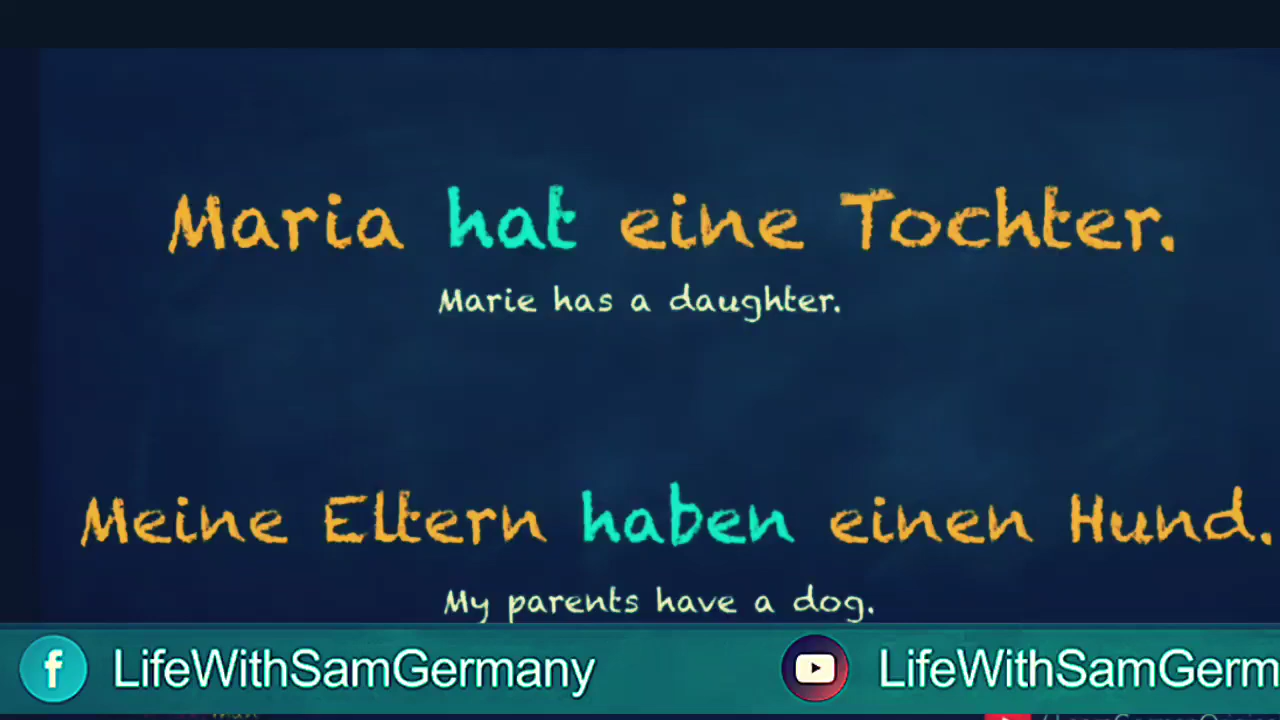 Maria hat eine Tochter.
Marie has a daughter.
Meine Eltern haben einen Hund.
My parents have a dog.
LifeWithSamGermany
LifeWithSamGerm